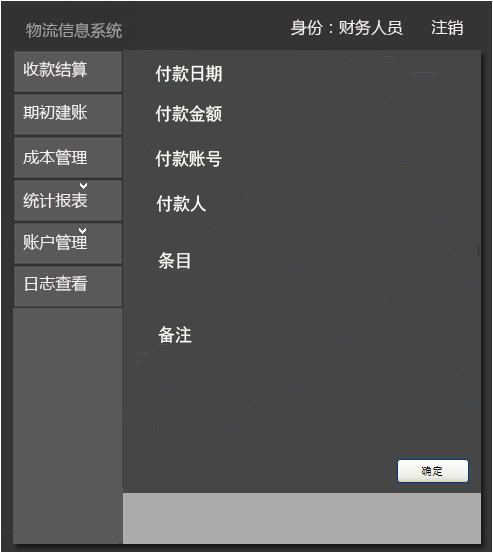 物流信息系统
身份：财务人员 注销
收款结算
期初建账
成本管理
统计报表
账户管理
日志查看
付款日期
付款金额
付款账号
付款人
条目
备注
确定